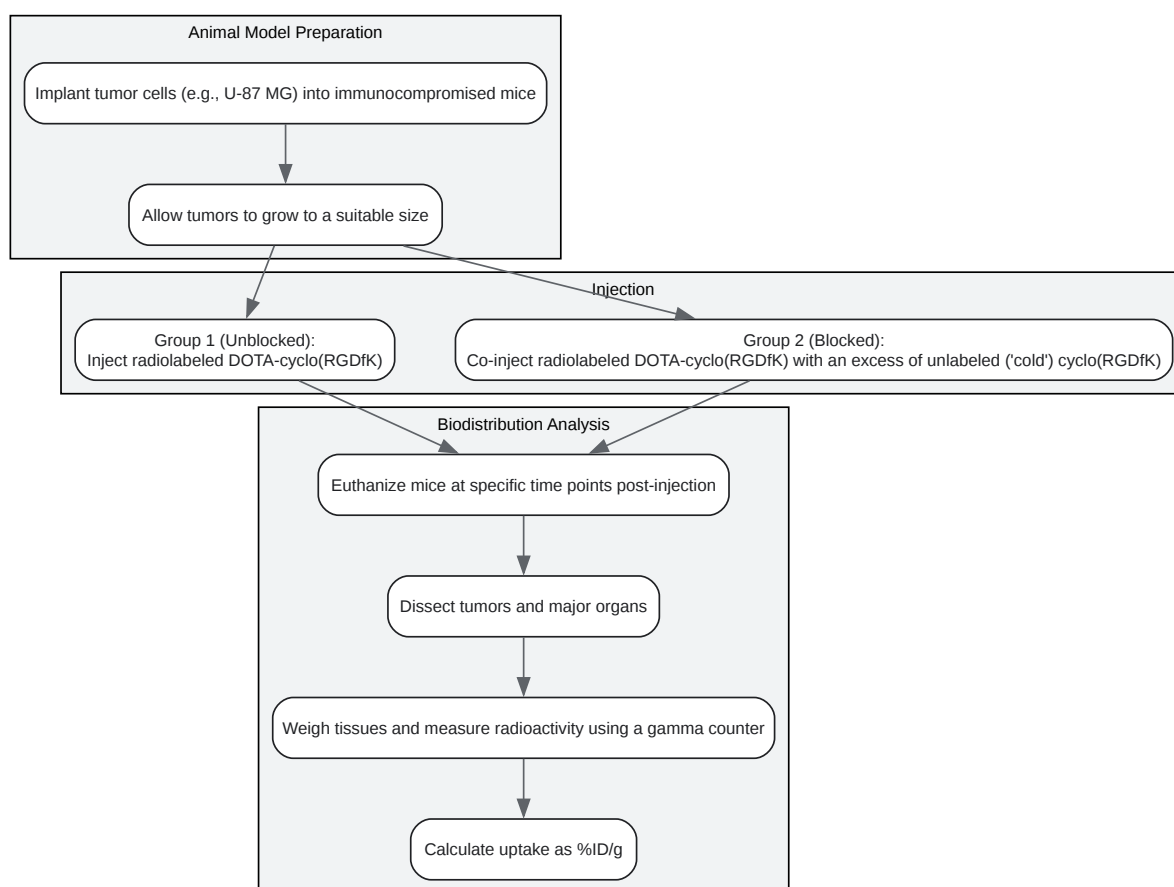 Animal Model Preparation
Implant tumor cells (e.g., U-87 MG) into immunocompromised mice
Allow tumors to grow to a suitable size
Injection
Group 1 (Unblocked):
Inject radiolabeled DOTA-cyclo(RGDfK)
Group 2 (Blocked):
Co-inject radiolabeled DOTA-cyclo(RGDfK) with an excess of unlabeled ('cold') cyclo(RGDfK)
Biodistribution Analysis
Euthanize mice at specific time points post-injection
Dissect tumors and major organs
Weigh tissues and measure radioactivity using a gamma counter
Calculate uptake as %ID/g